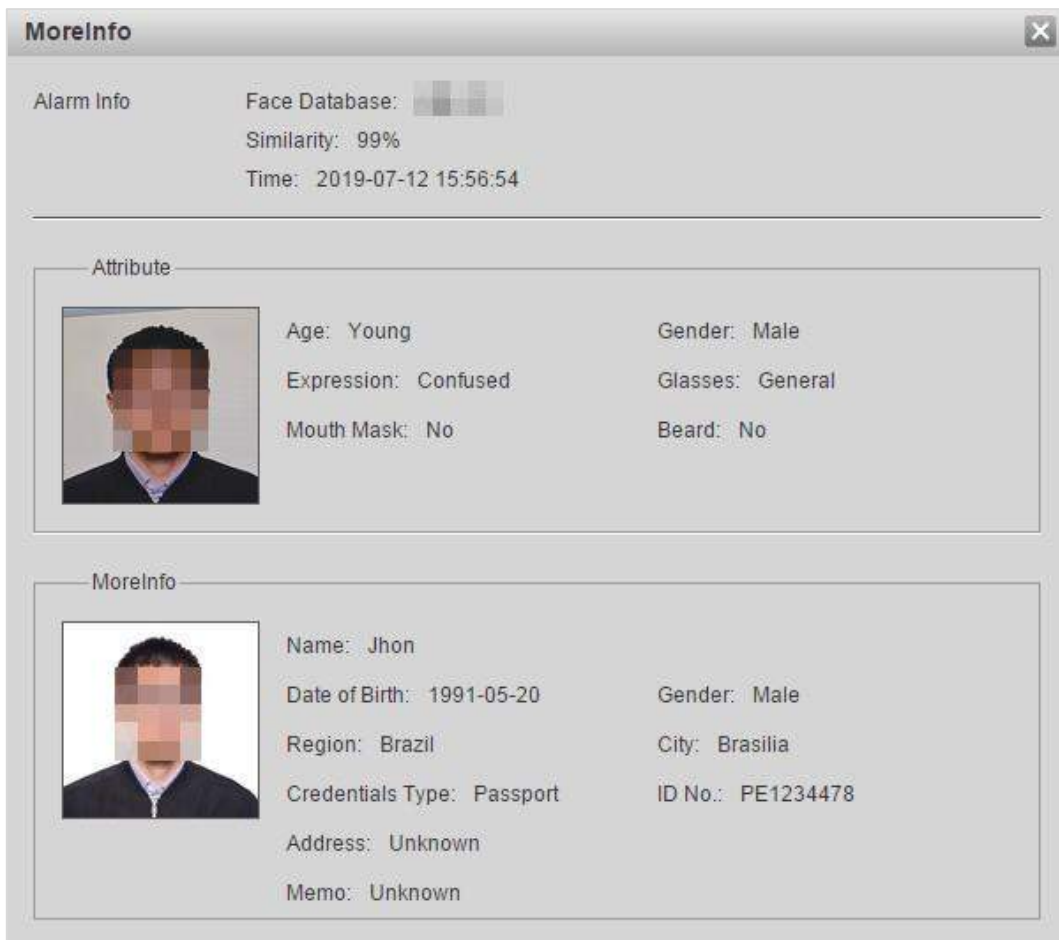 MoreInfo
Alarm Info
Face Database:
Similarity: 99%
Time: 2019-07-12 15:56:54
Attribute
Age: Young Gender: Male
Expression: Confused Glasses: General
Mouth Mask: No Beard: No
MoreInfo
Name: Jhon
Date of Birth: 1991-05-20 Gender: Male
Region: Brazil City: Brasilia
Credentials Type: Passport ID No.: PE1234478
Address: Unknown
Memo: Unknown